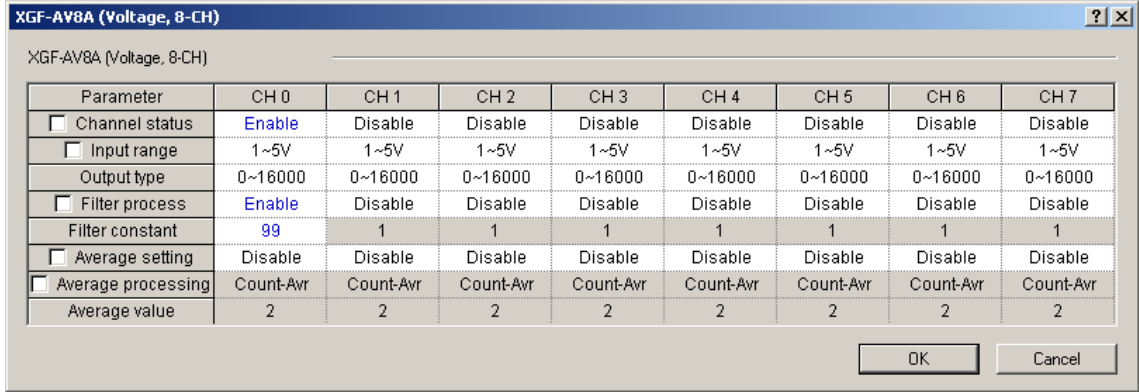 XGF-AV8A (Voltage, 8-CH)
XGF-AV8A (Voltage, 8-CH)
Parameter CH 0 CH 1 CH 2 CH 3 CH 4 CH 5 CH 6 CH 7
Channel status Enable Disable Disable Disable Disable Disable Disable Disable
Input range 1~5V 1~5V 1~5V 1~5V 1~5V 1~5V 1~5V 1~5V
Output type 0~16000 0~16000 0~16000 0~16000 0~16000 0~16000 0~16000 0~16000
Filter process Enable Disable Disable Disable Disable Disable Disable Disable
Filter constant 99 1 1 1 1 1 1 1
Average setting Disable Disable Disable Disable Disable Disable Disable Disable
Average processing Count-Avr Count-Avr Count-Avr Count-Avr Count-Avr Count-Avr Count-Avr Count-Avr
Average value 2 2 2 2 2 2 2 2
OK Cancel